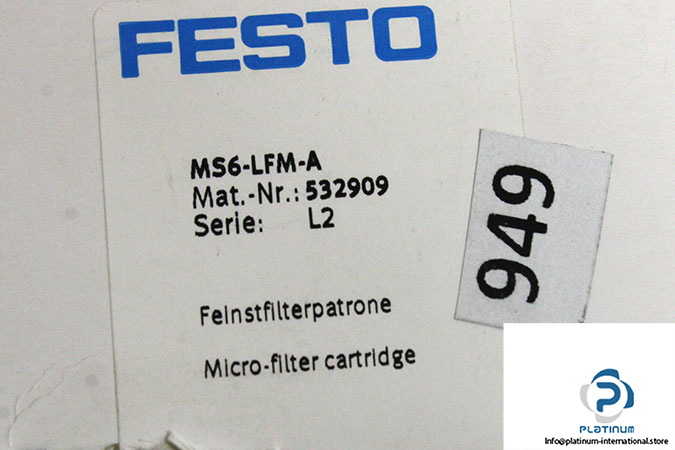 FESTO
MS6-LFM-A
Mat.-Nr.: 532909
Serie: L2
Feinstfilterpatrone
Micro-filter cartridge
949
P
PLATINUM
Info@platinum-international.store